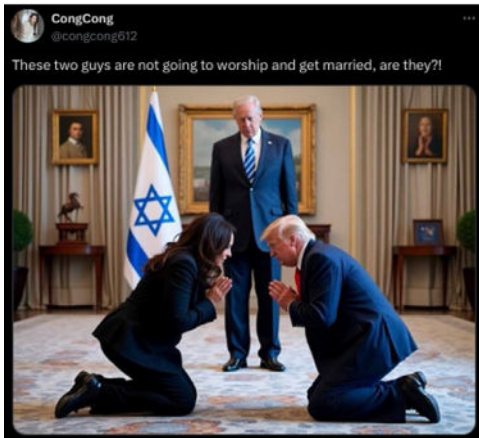 CongCong
@congcong612
These two guys are not going to worship and get married, are they?!